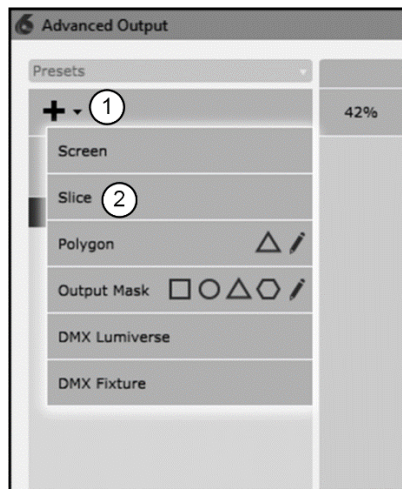 Advanced Output
Presets
1
42%
Screen
Slice 2
Polygon
Output Mask
DMX Lumiverse
DMX Fixture